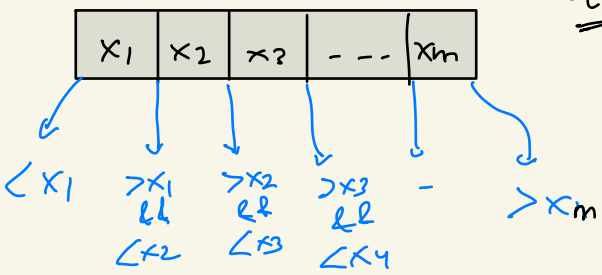 x1 x2 x3 - - - xm
<x1 >x1 >x2 >x3 - >xm
&& && &&
<x2 <x3 <x4